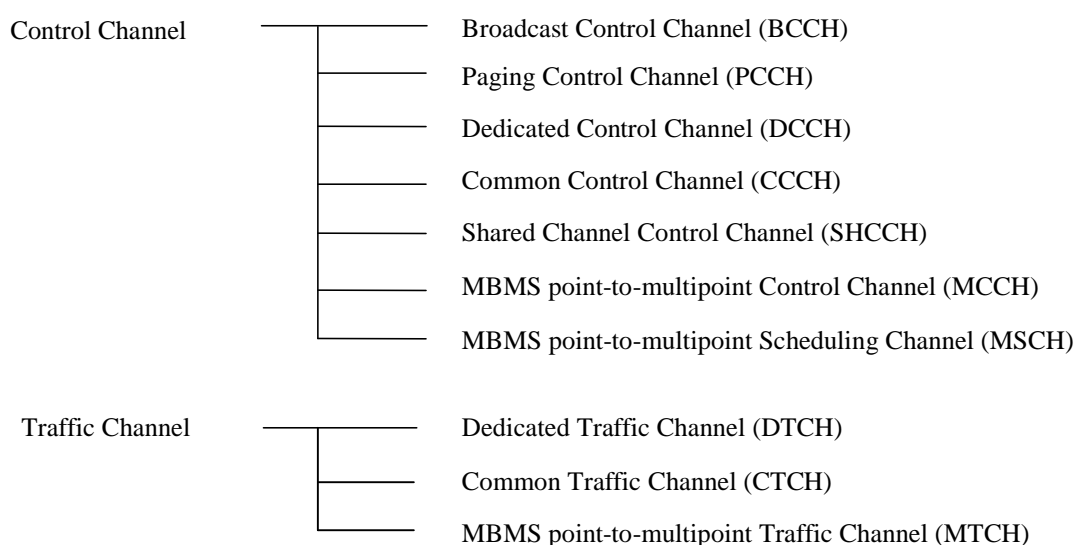 Control Channel
Broadcast Control Channel (BCCH)
Paging Control Channel (PCCH)
Dedicated Control Channel (DCCH)
Common Control Channel (CCCH)
Shared Channel Control Channel (SHCCH)
MBMS point-to-multipoint Control Channel (MCCH)
MBMS point-to-multipoint Scheduling Channel (MSCH)
Traffic Channel
Dedicated Traffic Channel (DTCH)
Common Traffic Channel (CTCH)
MBMS point-to-multipoint Traffic Channel (MTCH)